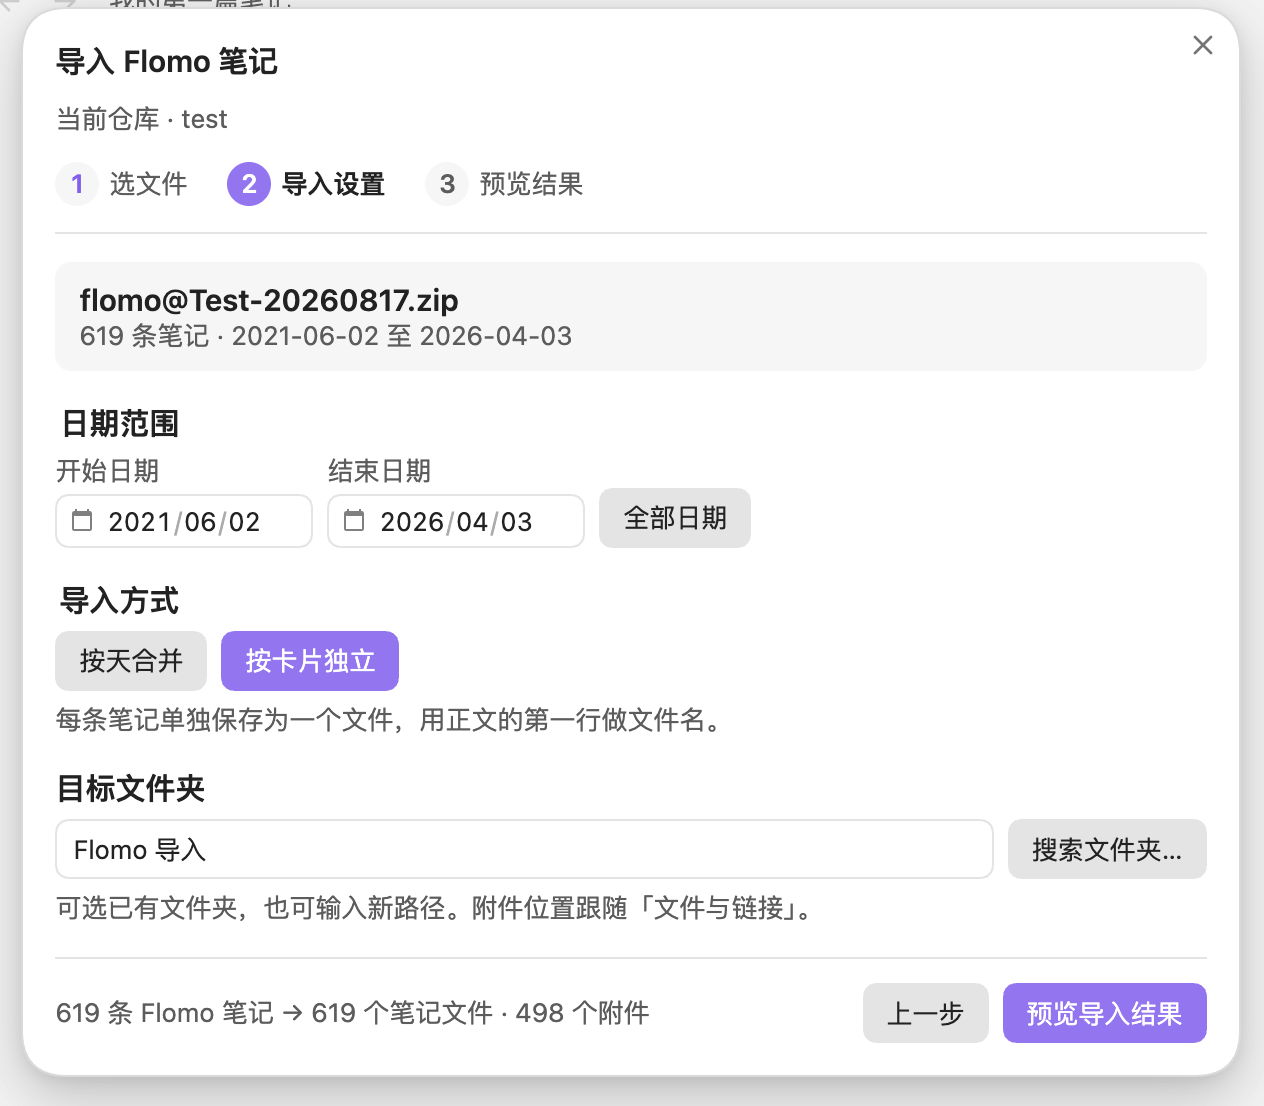 导入 Flomo 笔记
当前仓库 · test
1 选文件 2 导入设置 3 预览结果
flomo@Test-20260817.zip
619 条笔记 · 2021-06-02 至 2026-04-03
日期范围
开始日期 结束日期
2021/06/02 2026/04/03 全部日期
导入方式
按天合并 按卡片独立
每条笔记单独保存为一个文件，用正文的第一行做文件名。
目标文件夹
Flomo 导入 搜索文件夹...
可选已有文件夹，也可输入新路径。附件位置跟随「文件与链接」。
619 条 Flomo 笔记 → 619 个笔记文件 · 498 个附件 上一步 预览导入结果